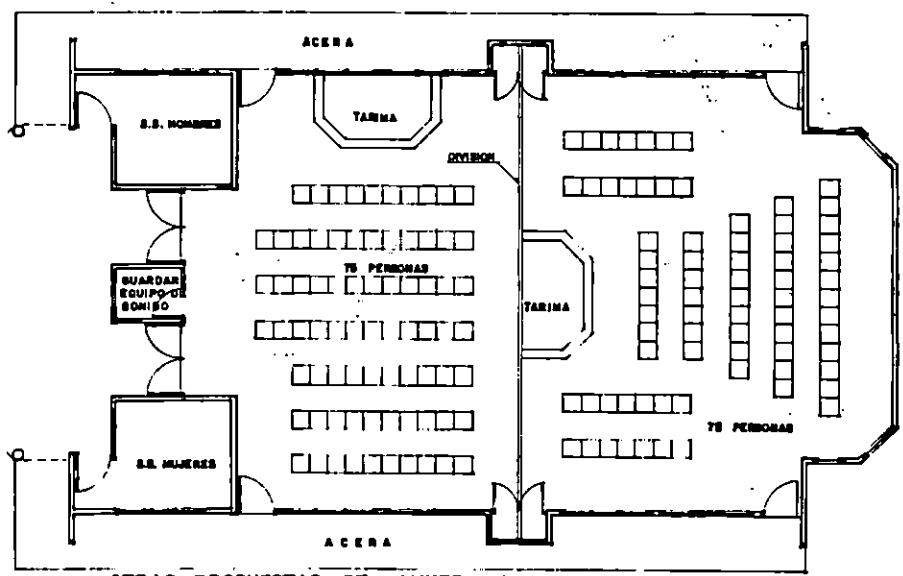 ACERA
S.S. HOMBRES
TARIMA
DIVISION
75 PERSONAS
GUARDAR
EQUIPO DE
SONIDO
TARIMA
75 PERSONAS
S.S. MUJERES
ACERA